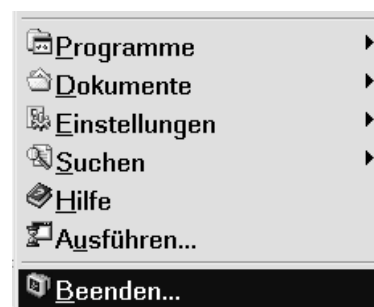 Programme
Dokumente
Einstellungen
Suchen
Hilfe
Ausführen...
Beenden...